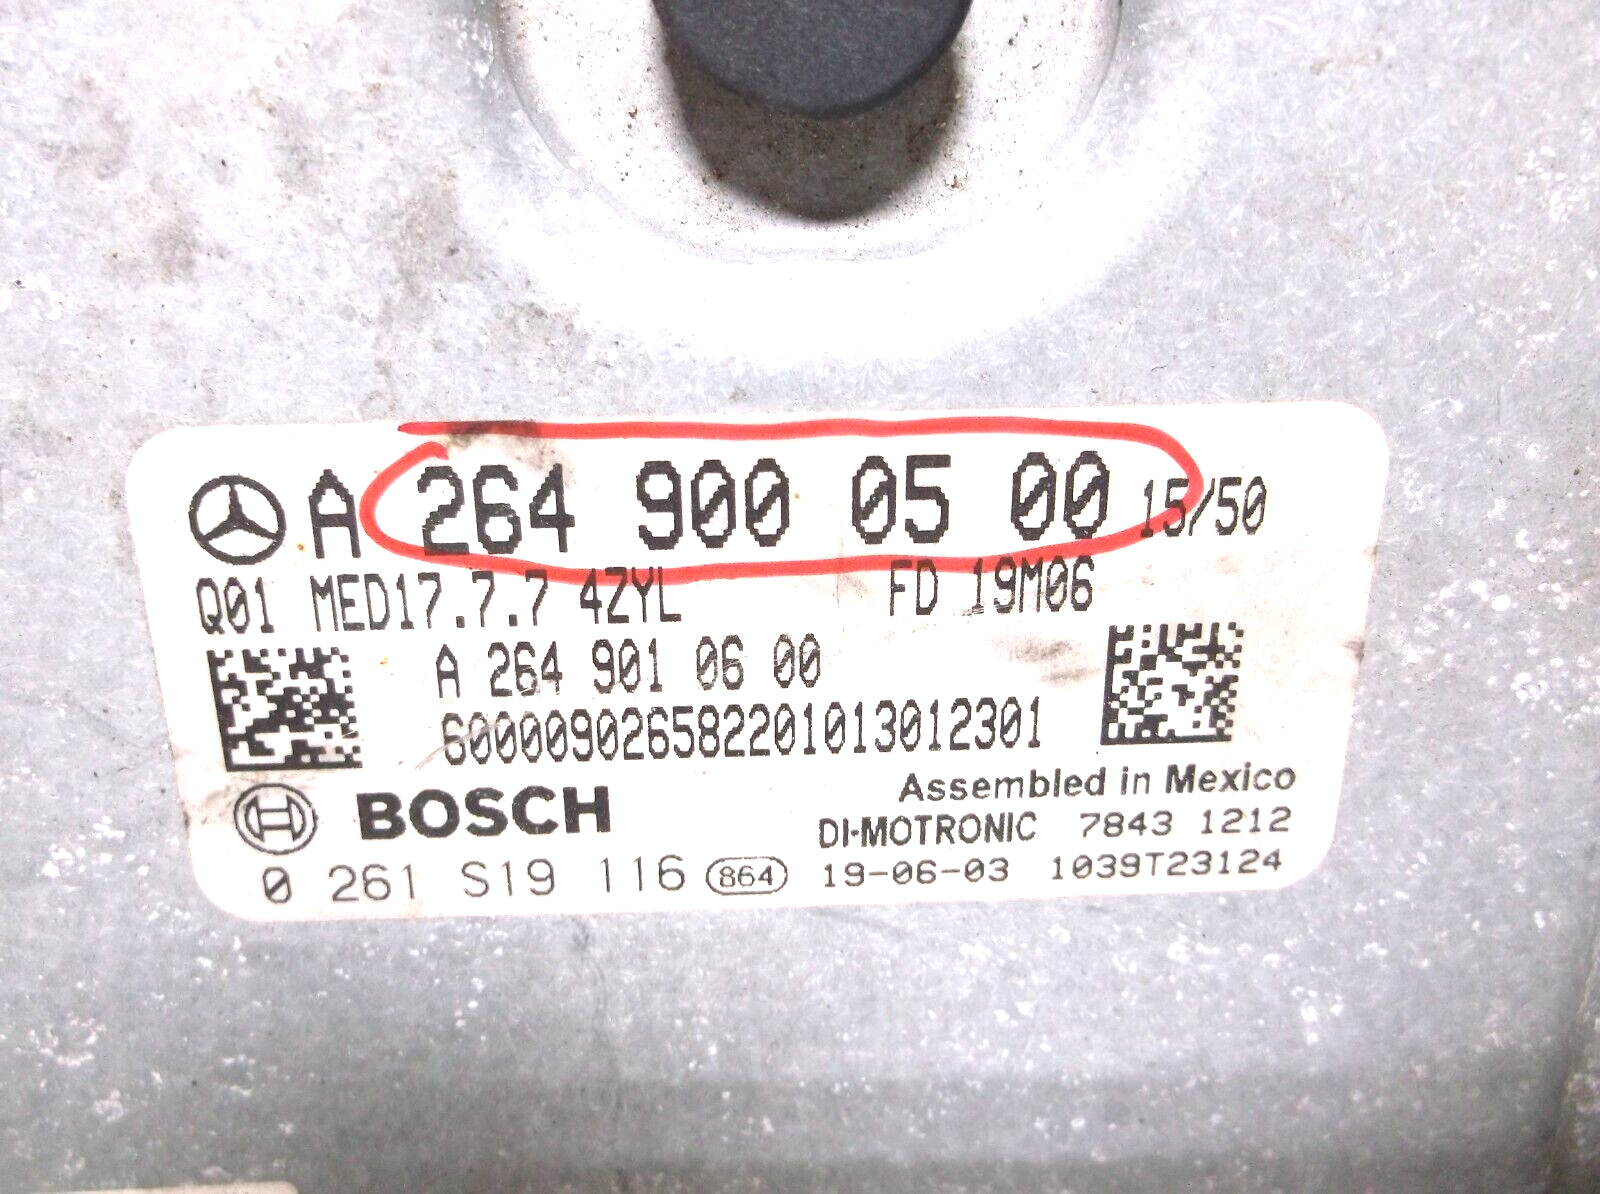 A 264 900 05 00 15/50
Q01 MED17.7.7 4ZYL FD 19M06
A 264 901 06 00
600009026582201013012301
BOSCH Assembled in Mexico
DI-MOTRONIC 7843 1212
0 261 S19 116 864 19-06-03 1039T23124